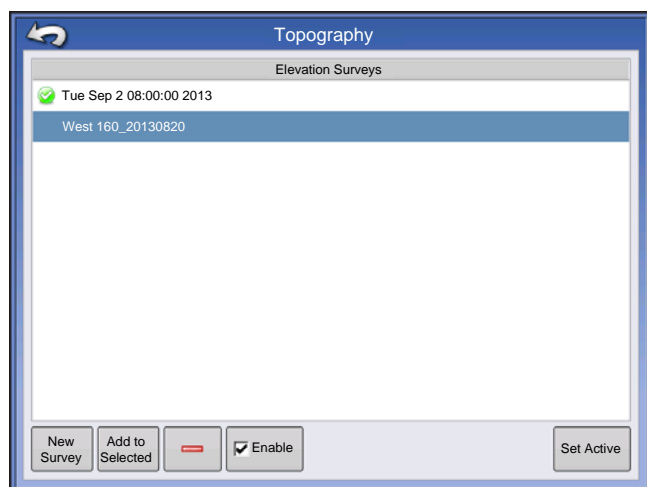 Topography
Elevation Surveys
Tue Sep 2 08:00:00 2013
West 160_20130820
New Survey
Add to Selected
Enable
Set Active